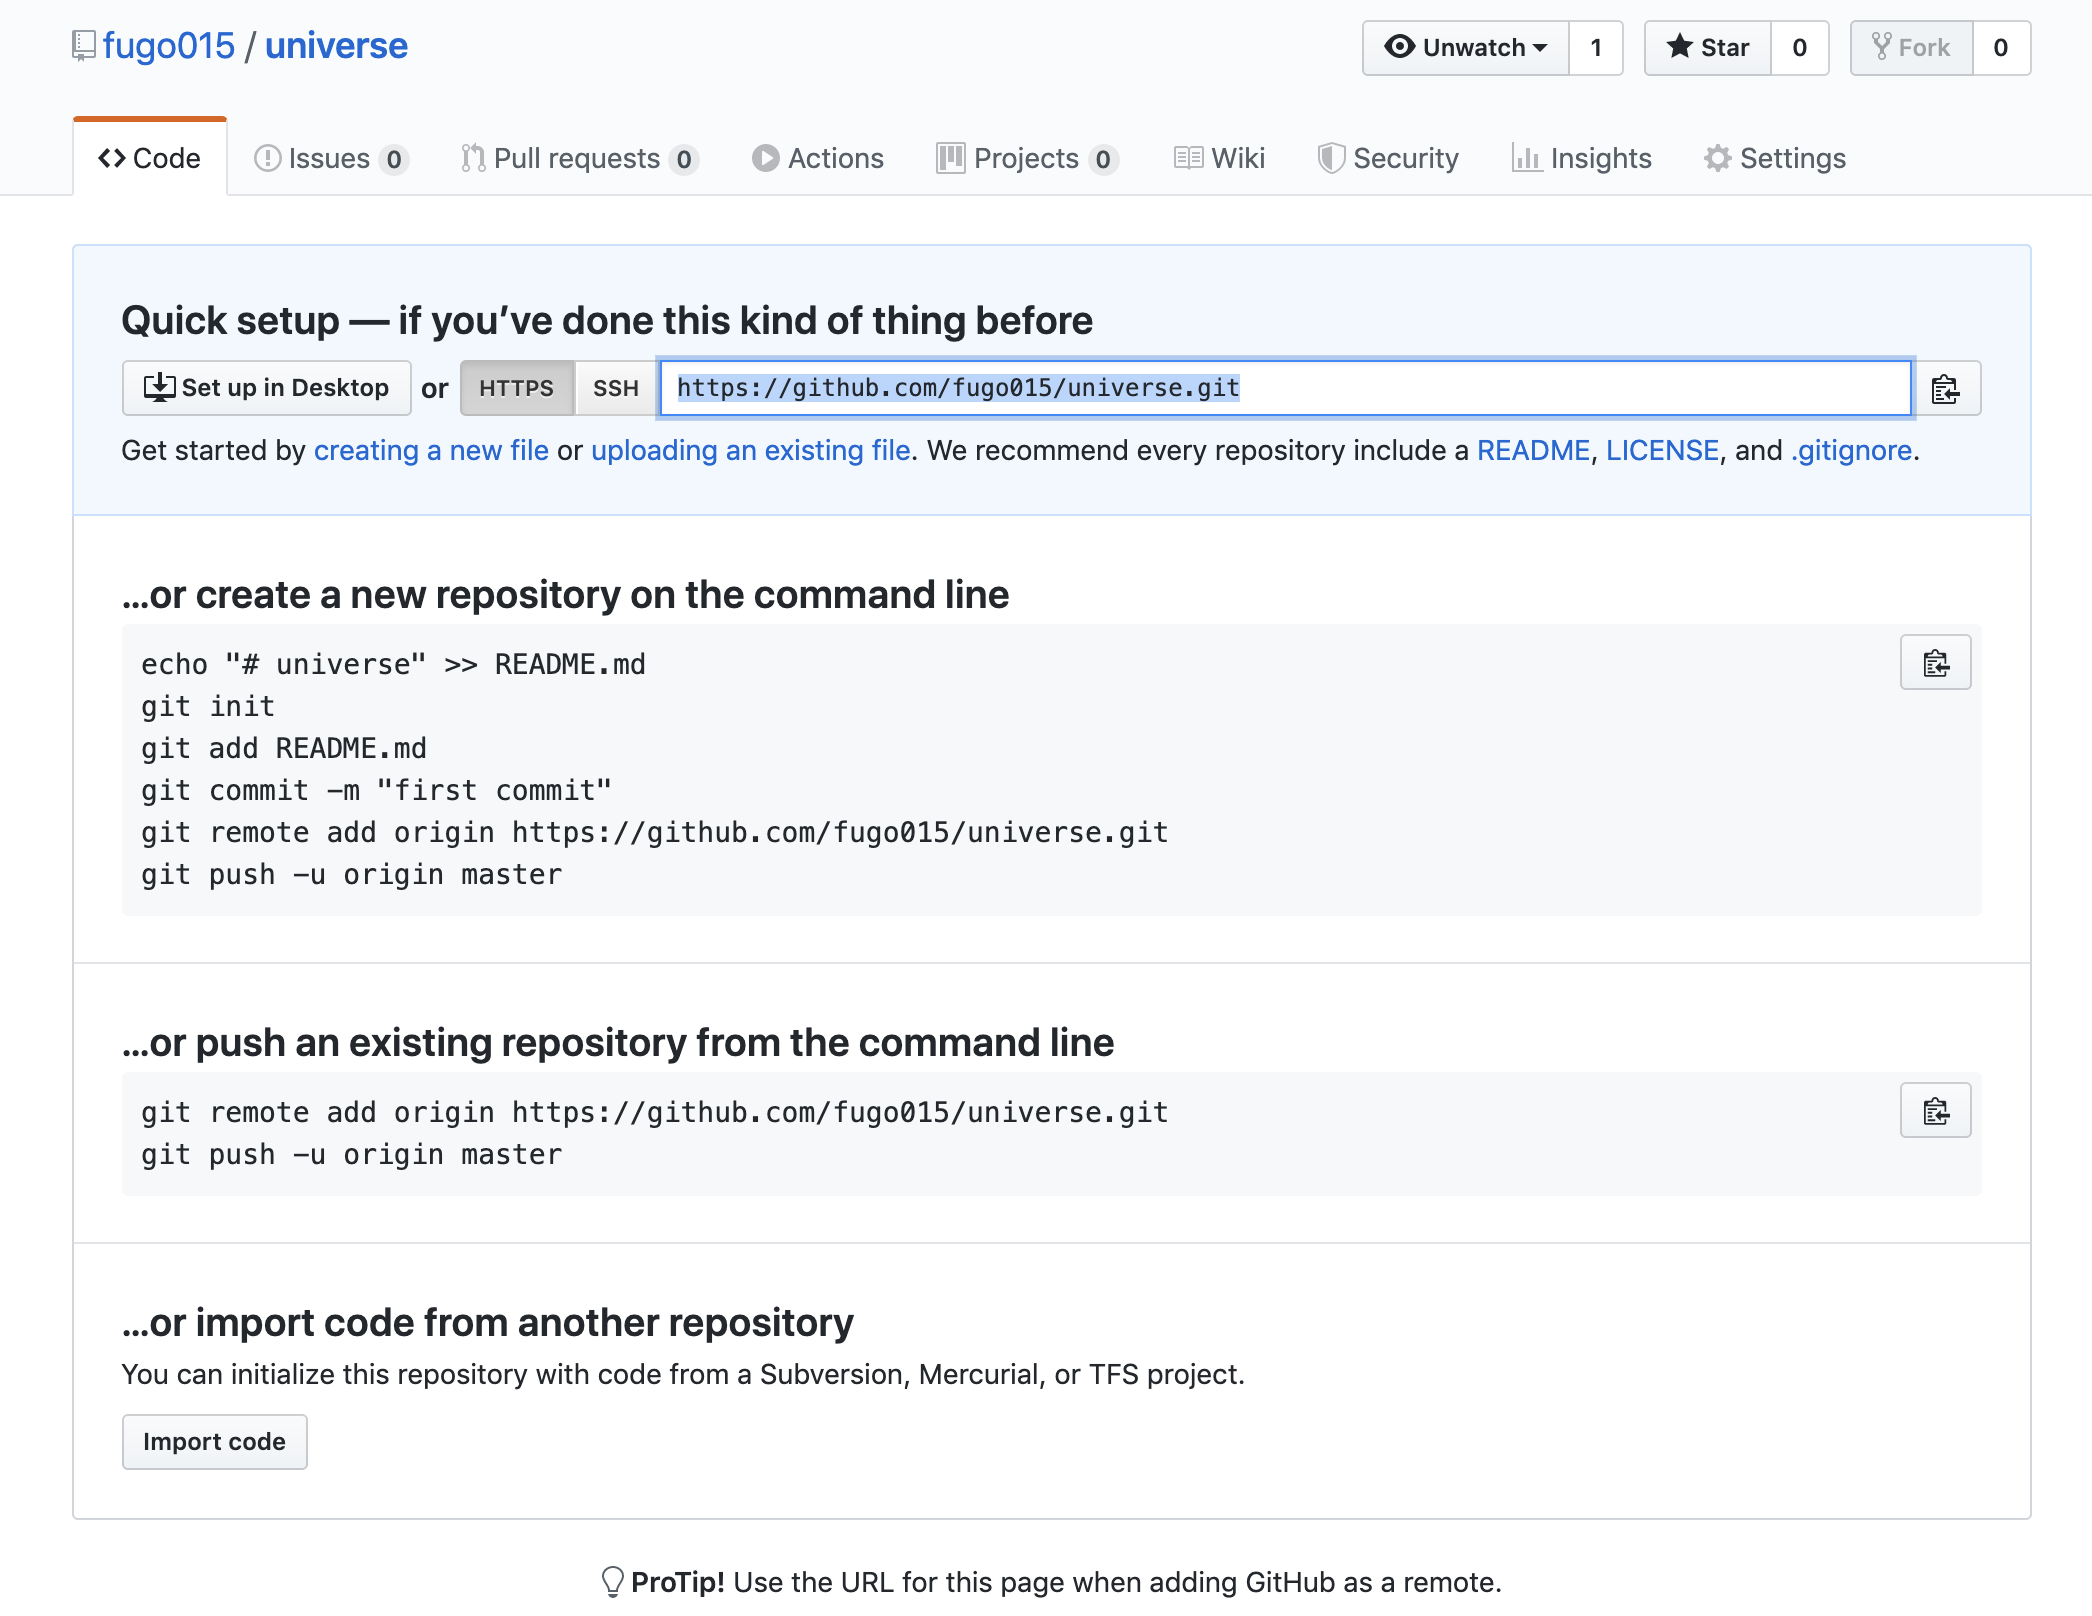 fugo015 / universe
Unwatch 1 Star 0 Fork 0
Code Issues 0 Pull requests 0 Actions Projects 0 Wiki Security Insights Settings
Quick setup — if you’ve done this kind of thing before
Set up in Desktop or HTTPS SSH https://github.com/fugo015/universe.git
Get started by creating a new file or uploading an existing file. We recommend every repository include a README, LICENSE, and .gitignore.
…or create a new repository on the command line
echo "# universe" >> README.md
git init
git add README.md
git commit -m "first commit"
git remote add origin https://github.com/fugo015/universe.git
git push -u origin master
…or push an existing repository from the command line
git remote add origin https://github.com/fugo015/universe.git
git push -u origin master
…or import code from another repository
You can initialize this repository with code from a Subversion, Mercurial, or TFS project.
Import code
ProTip! Use the URL for this page when adding GitHub as a remote.